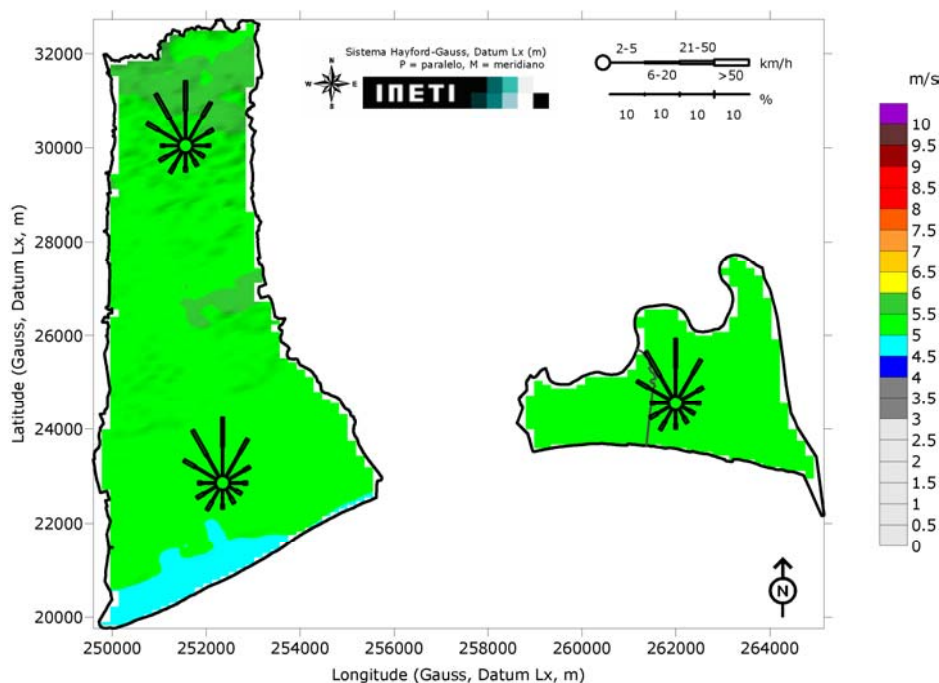 Sistema Hayford-Gauss, Datum Lx (m)
P = paralelo, M = meridiano
N
W E
S
INETI
2-5 21-50
6-20 >50 km/h
%
10 10 10 10
m/s
10
9.5
9
8.5
8
7.5
7
6.5
6
5.5
5
4.5
4
3.5
3
2.5
2
1.5
1
0.5
0
Latitude (Gauss, Datum Lx, m)
32000
30000
28000
26000
24000
22000
20000
N
250000 252000 254000 256000 258000 260000 262000 264000
Longitude (Gauss, Datum Lx, m)